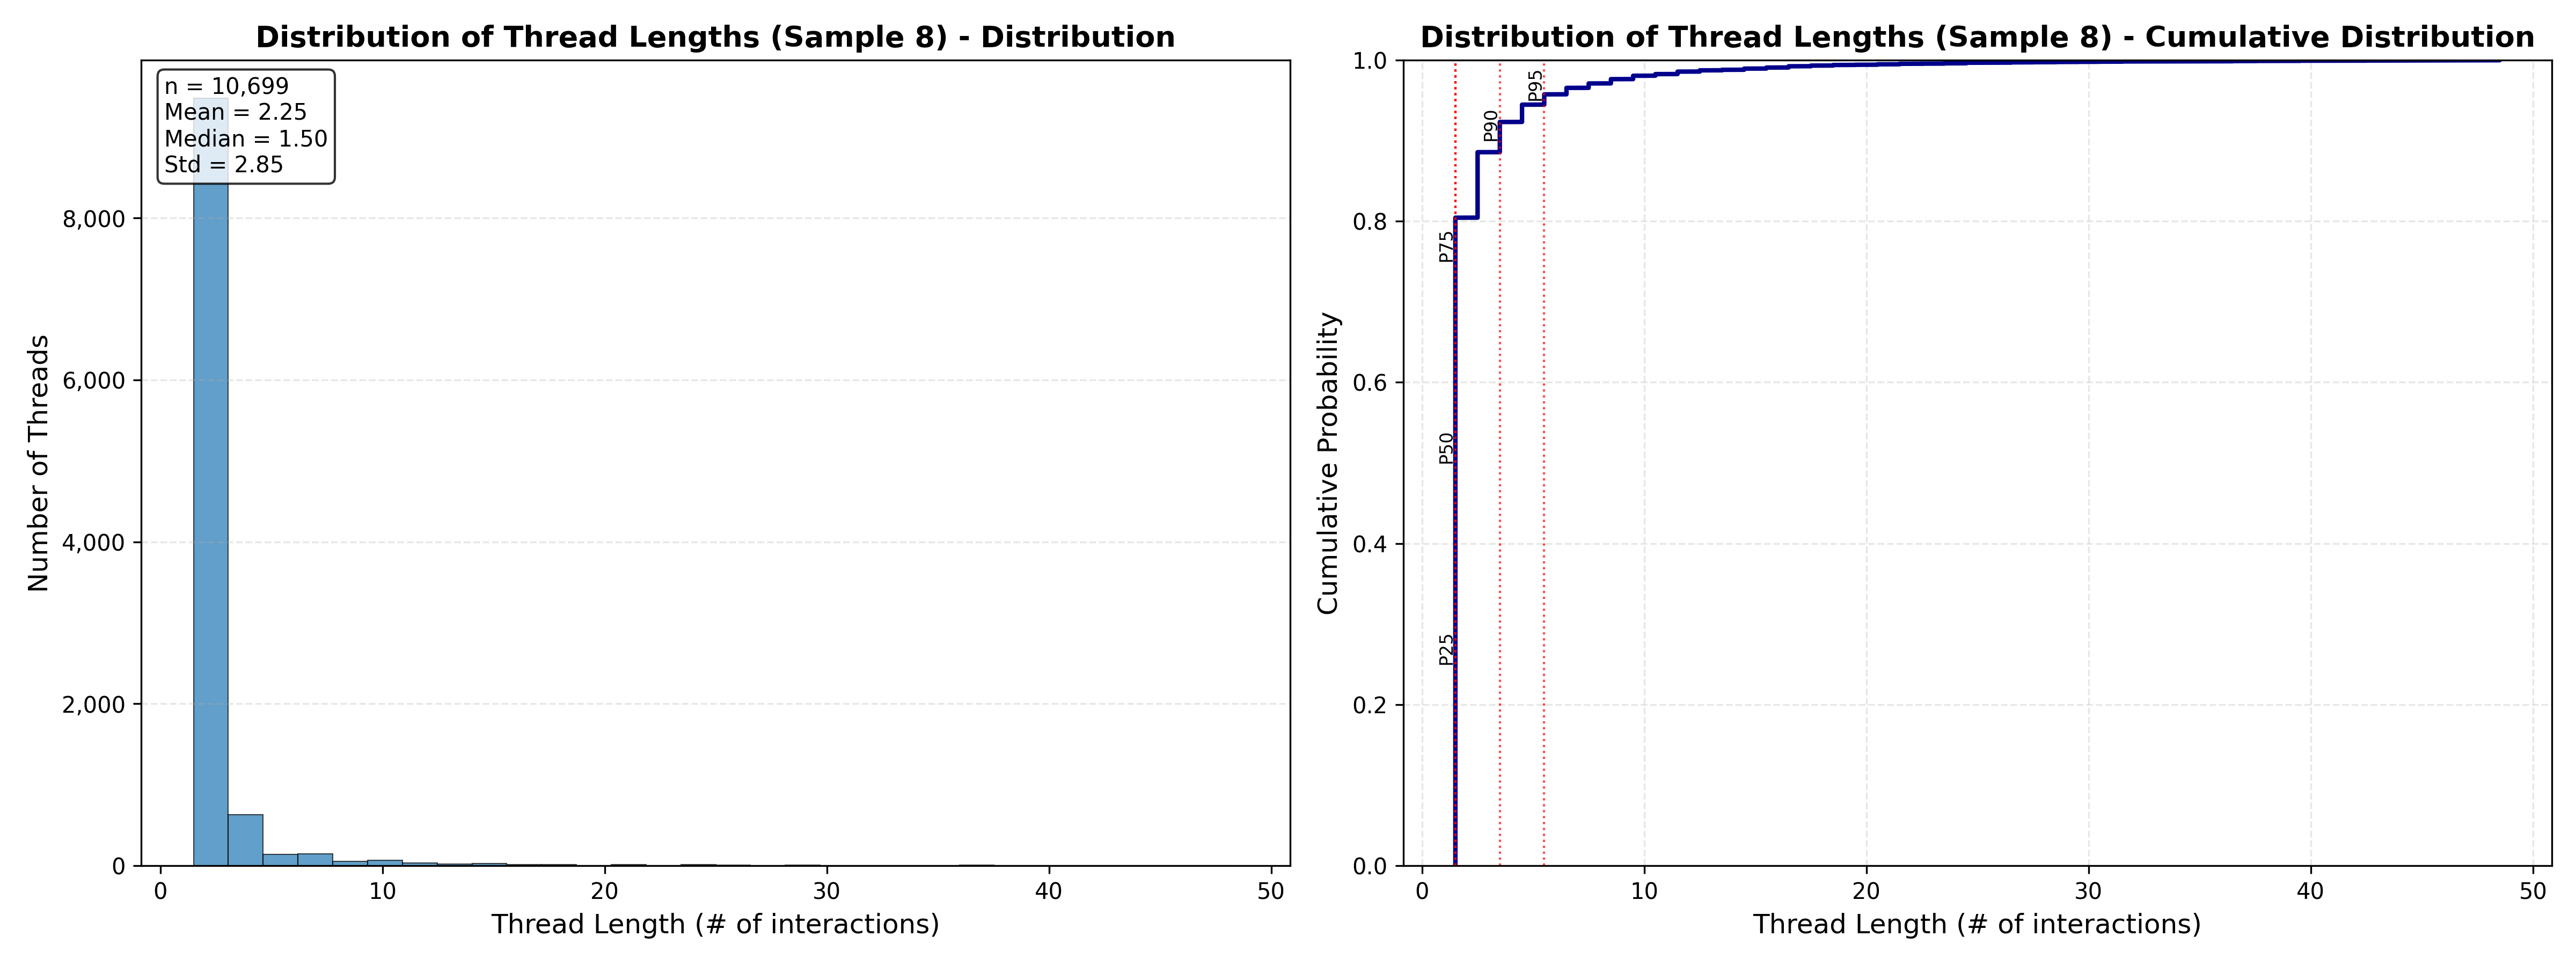 Distribution of Thread Lengths (Sample 8) - Distribution
n = 10,699
Mean = 2.25
Median = 1.50
Std = 2.85
Number of Threads
8,000
6,000
4,000
2,000
0
0 10 20 30 40 50
Thread Length (# of interactions)
Distribution of Thread Lengths (Sample 8) - Cumulative Distribution
Cumulative Probability
1.0
0.8
0.6
0.4
0.2
0.0
P95
P90
P75
P50
P25
0 10 20 30 40 50
Thread Length (# of interactions)